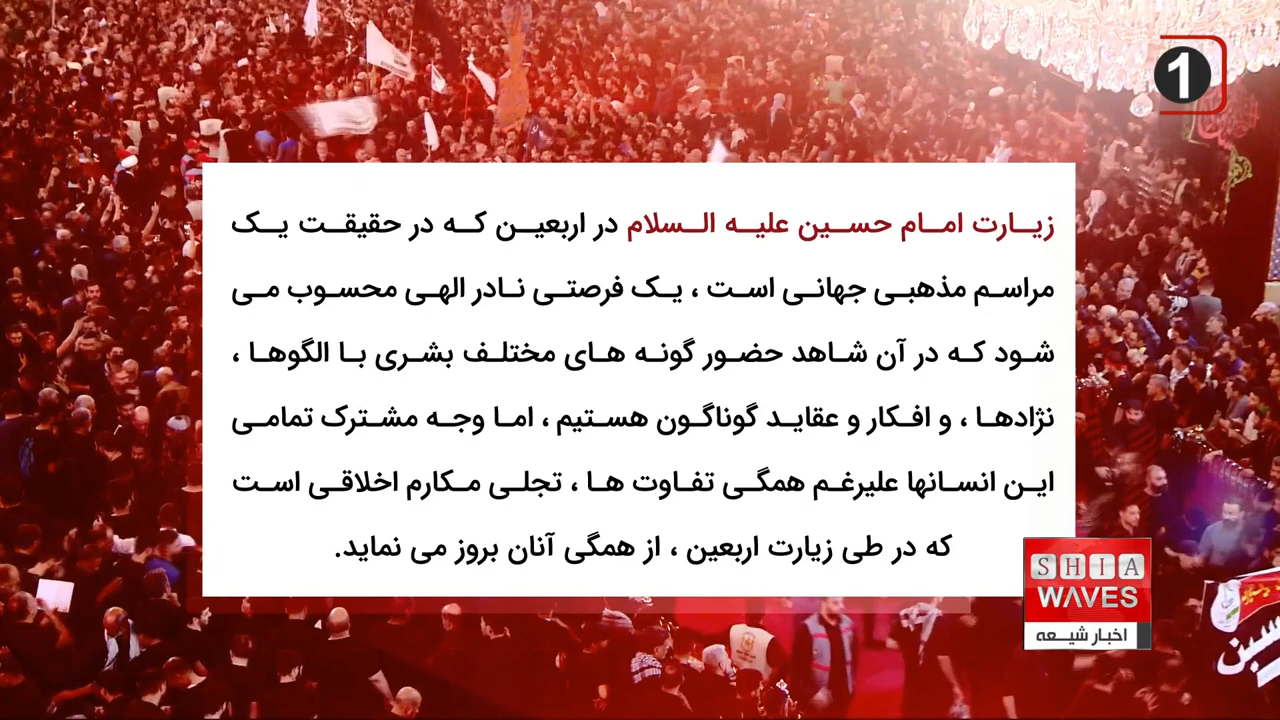 1
زیارت امام حسین علیه السلام در اربعین که در حقیقت یک
مراسم مذهبی جهانی است ، یک فرصتی نادر الهی محسوب می
شود که در آن شاهد حضور گونه های مختلف بشری با الگوها ،
نژادها ، و افکار و عقاید گوناگون هستیم ، اما وجه مشترک تمامی
این انسانها علیرغم همگی تفاوت ها ، تجلی مکارم اخلاقی است
که در طی زیارت اربعین ، از همگی آنان بروز می نماید.
SHIA
WAVES
اخبار شیعه